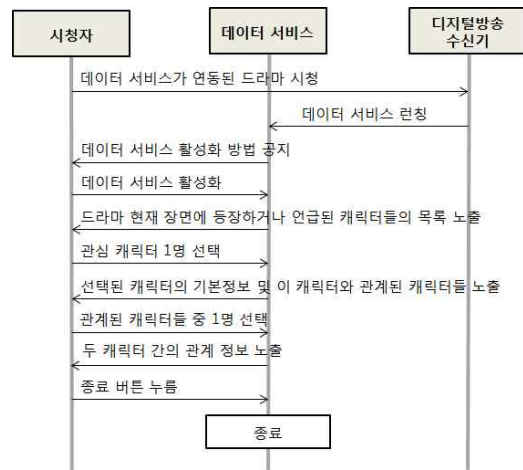 시청자
데이터 서비스
디지털방송
수신기
데이터 서비스가 연동된 드라마 시청
데이터 서비스 런칭
데이터 서비스 활성화 방법 공지
데이터 서비스 활성화
드라마 현재 장면에 등장하거나 언급된 캐릭터들의 목록 노출
관심 캐릭터 1명 선택
선택된 캐릭터의 기본정보 및 이 캐릭터와 관계된 캐릭터들 노출
관계된 캐릭터들 중 1명 선택
두 캐릭터 간의 관계 정보 노출
종료 버튼 누름
종료